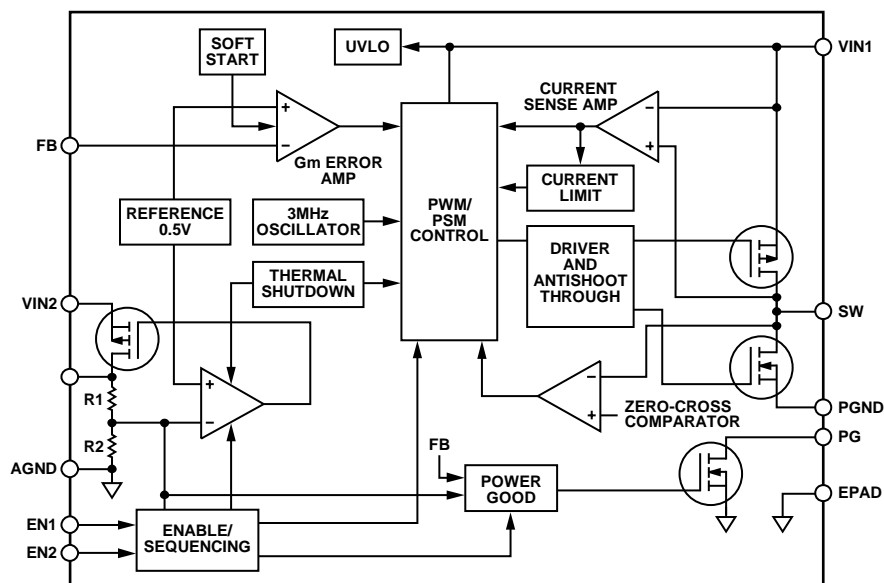 SOFT
START
UVLO
VIN1
CURRENT
SENSE AMP
+
−
−
+
FB
Gm ERROR
AMP
CURRENT
LIMIT
REFERENCE
0.5V
3MHz
OSCILLATOR
PWM/
PSM
CONTROL
DRIVER
AND
ANTISHOOT
THROUGH
THERMAL
SHUTDOWN
VIN2
SW
R1
+
−
−
+
ZERO-CROSS
COMPARATOR
PGND
R2
FB
PG
AGND
POWER
GOOD
EPAD
EN1
EN2
ENABLE/
SEQUENCING